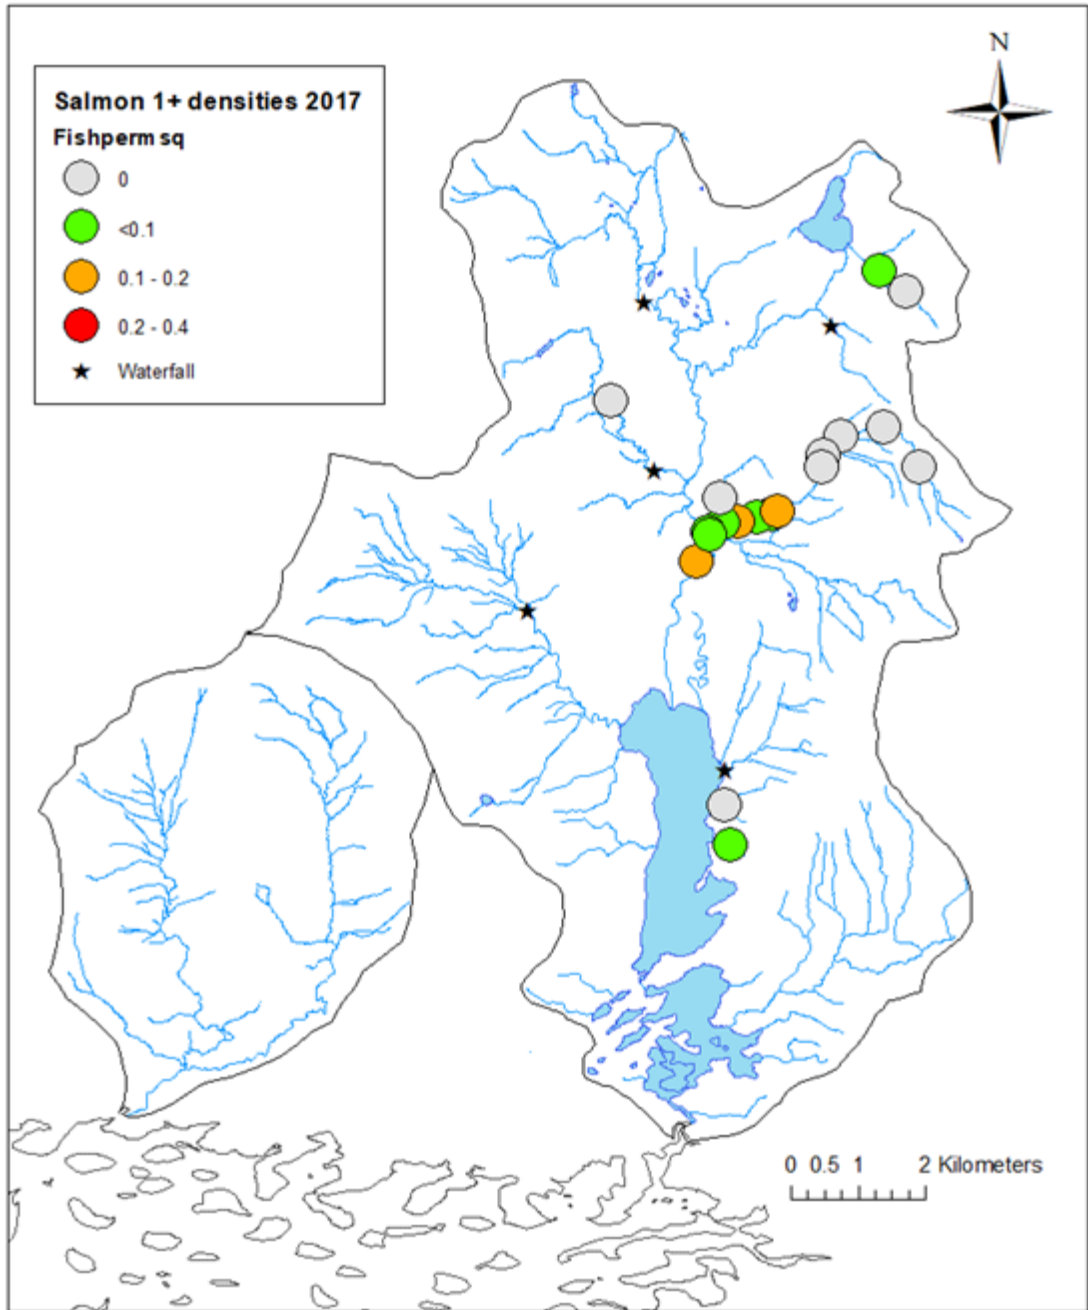 N
Salmon 1+ densities 2017
Fishperm sq
0
<0.1
0.1 - 0.2
0.2 - 0.4
Waterfall
0 0.5 1 2 Kilometers